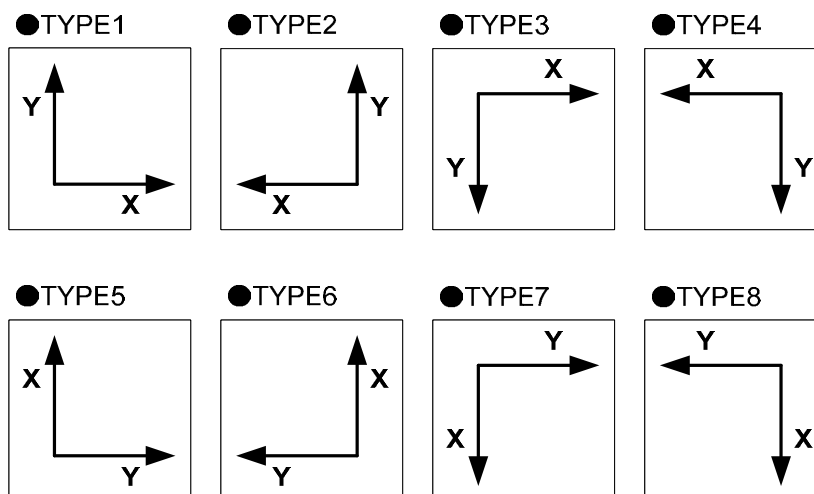 ●TYPE1 ●TYPE2 ●TYPE3 ●TYPE4
X X
Y Y
Y Y
X X
●TYPE5 ●TYPE6 ●TYPE7 ●TYPE8
Y Y
X X
X X
Y Y